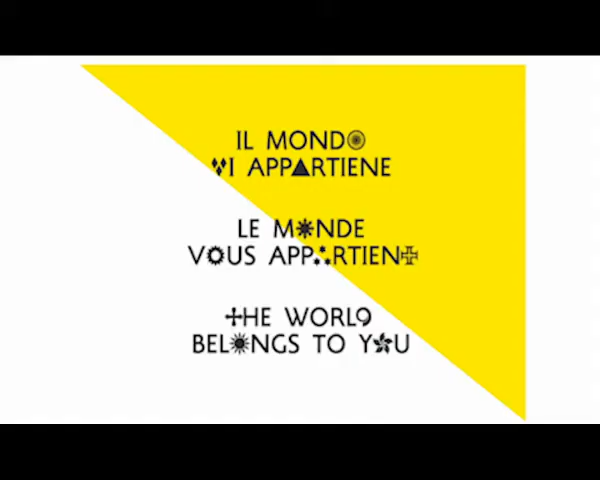 IL MONDO
VI APPARTIENE
LE MONDE
VOUS APPARTIENT
THE WORLD
BELONGS TO YOU